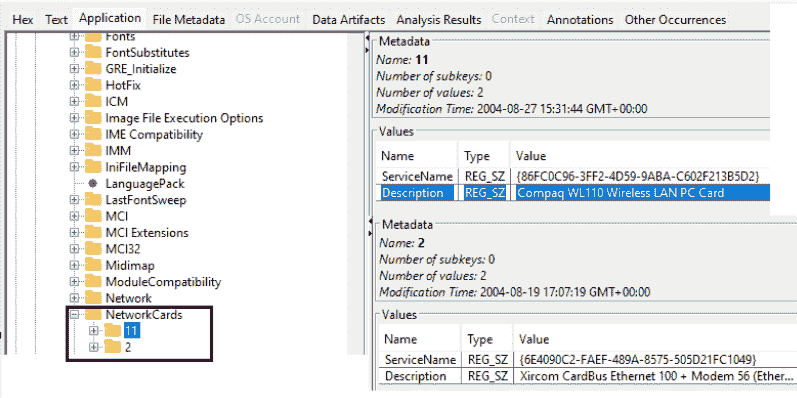 Hex Text Application File Metadata OS Account Data Artifacts Analysis Results Context Annotations Other Occurrences
Fonts
FontSubstitutes
GRE_Initialize
HotFix
ICM
Image File Execution Options
IME Compatibility
IMM
IniFileMapping
LanguagePack
LastFontSweep
MCI
MCI Extensions
MCI32
Midimap
ModuleCompatibility
Network
NetworkCards
11
2
Metadata
Name: 11
Number of subkeys: 0
Number of values: 2
Modification Time: 2004-08-27 15:31:44 GMT+00:00
Values
Name Type Value
ServiceName REG_SZ {86FC0C96-3FF2-4D59-9ABA-C602F213B5D2}
Description REG_SZ Compaq WL110 Wireless LAN PC Card
Metadata
Name: 2
Number of subkeys: 0
Number of values: 2
Modification Time: 2004-08-19 17:07:19 GMT+00:00
Values
Name Type Value
ServiceName REG_SZ {6E4090C2-FAEF-489A-8575-505D21FC1049}
Description REG_SZ Xircom CardBus Ethernet 100 + Modem 56 (Ether...